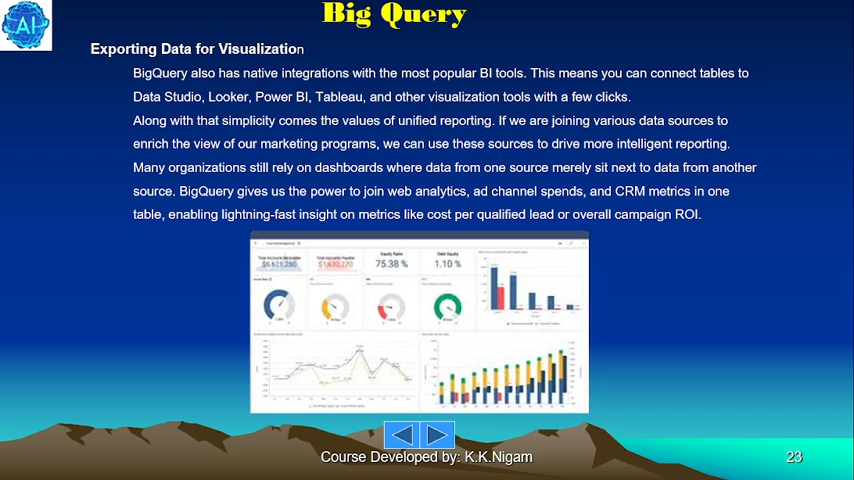 AI
Big Query
Exporting Data for Visualization
BigQuery also has native integrations with the most popular BI tools. This means you can connect tables to
Data Studio, Looker, Power BI, Tableau, and other visualization tools with a few clicks.
Along with that simplicity comes the values of unified reporting. If we are joining various data sources to
enrich the view of our marketing programs, we can use these sources to drive more intelligent reporting.
Many organizations still rely on dashboards where data from one source merely sit next to data from another
source. BigQuery gives us the power to join web analytics, ad channel spends, and CRM metrics in one
table, enabling lightning-fast insight on metrics like cost per qualified lead or overall campaign ROI.
Equity Ratio
Debt Equity
75.38 %
1.10 %
Course Developed by: K.K.Nigam
23